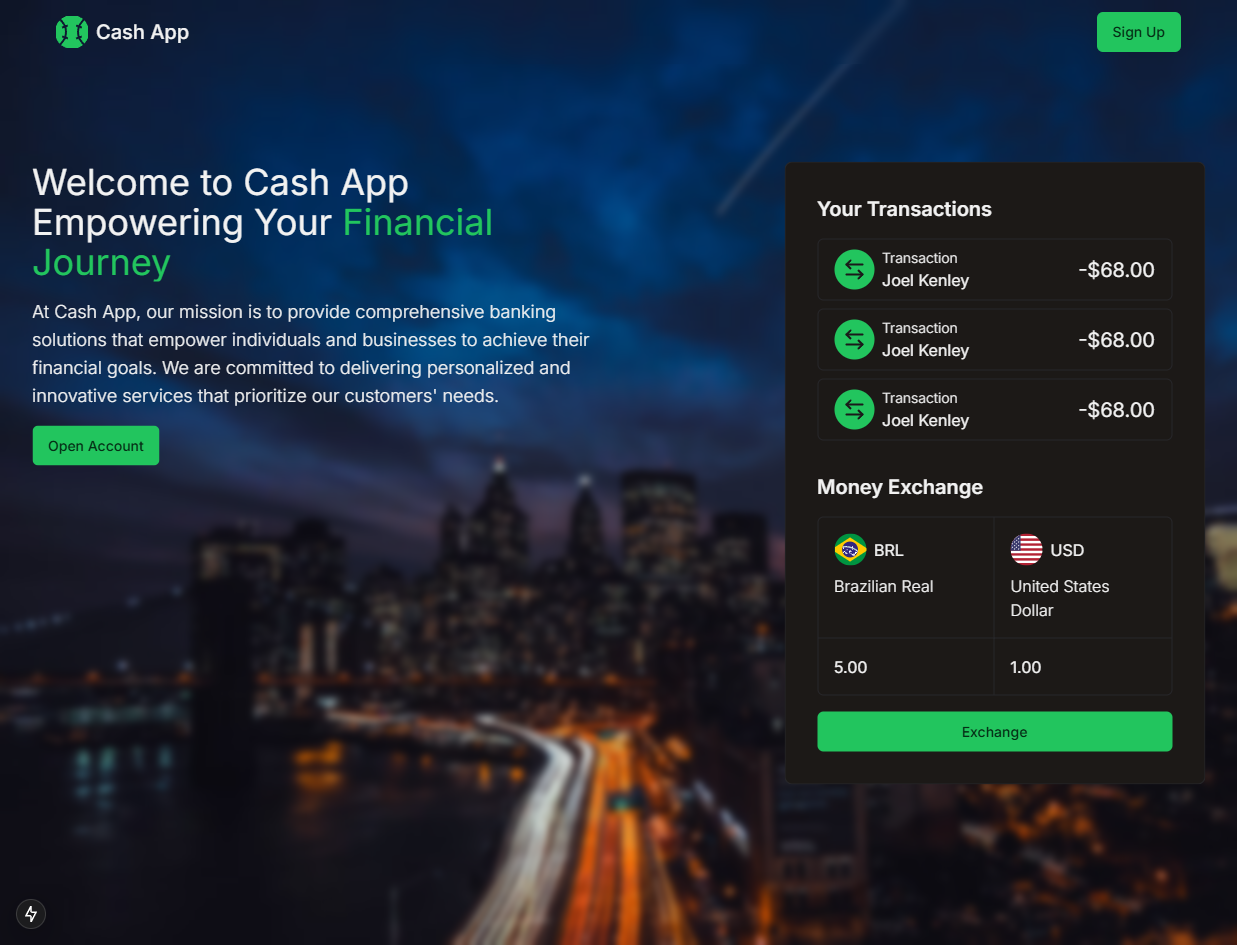 Cash App
Sign Up
Welcome to Cash App
Empowering Your Financial
Journey
At Cash App, our mission is to provide comprehensive banking
solutions that empower individuals and businesses to achieve their
financial goals. We are committed to delivering personalized and
innovative services that prioritize our customers' needs.
Open Account
Your Transactions
Transaction
Joel Kenley
-$68.00
Transaction
Joel Kenley
-$68.00
Transaction
Joel Kenley
-$68.00
Money Exchange
BRL
Brazilian Real
USD
United States
Dollar
5.00
1.00
Exchange